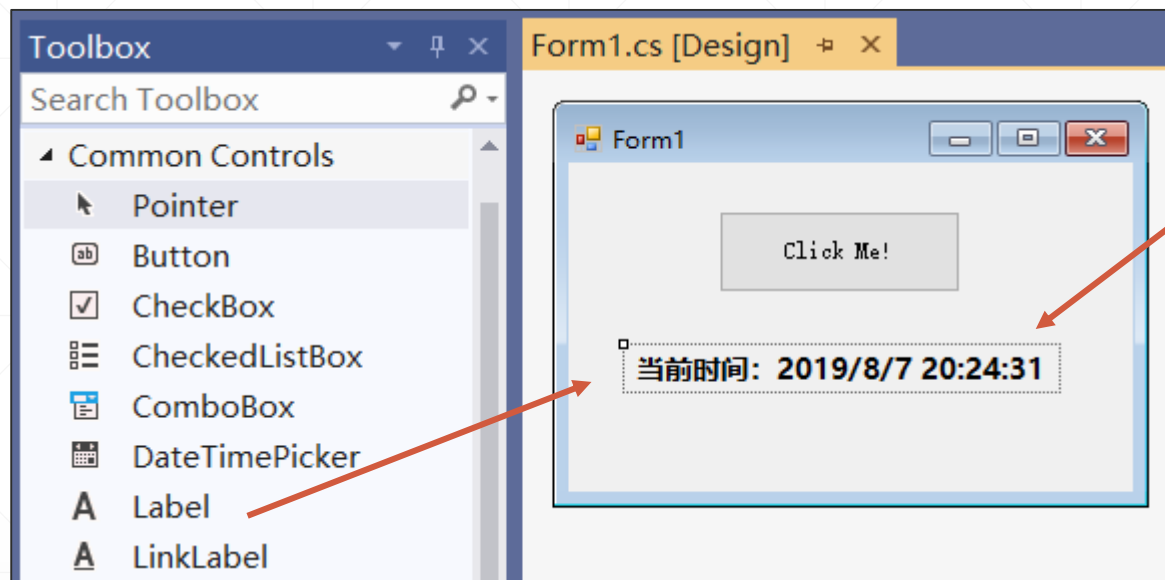 Toolbox
Search Toolbox
Common Controls
Pointer
ab Button
CheckBox
CheckedListBox
ComboBox
DateTimePicker
A Label
A LinkLabel
Form1.cs [Design]
Form1
Click Me!
当前时间：2019/8/7 20:24:31